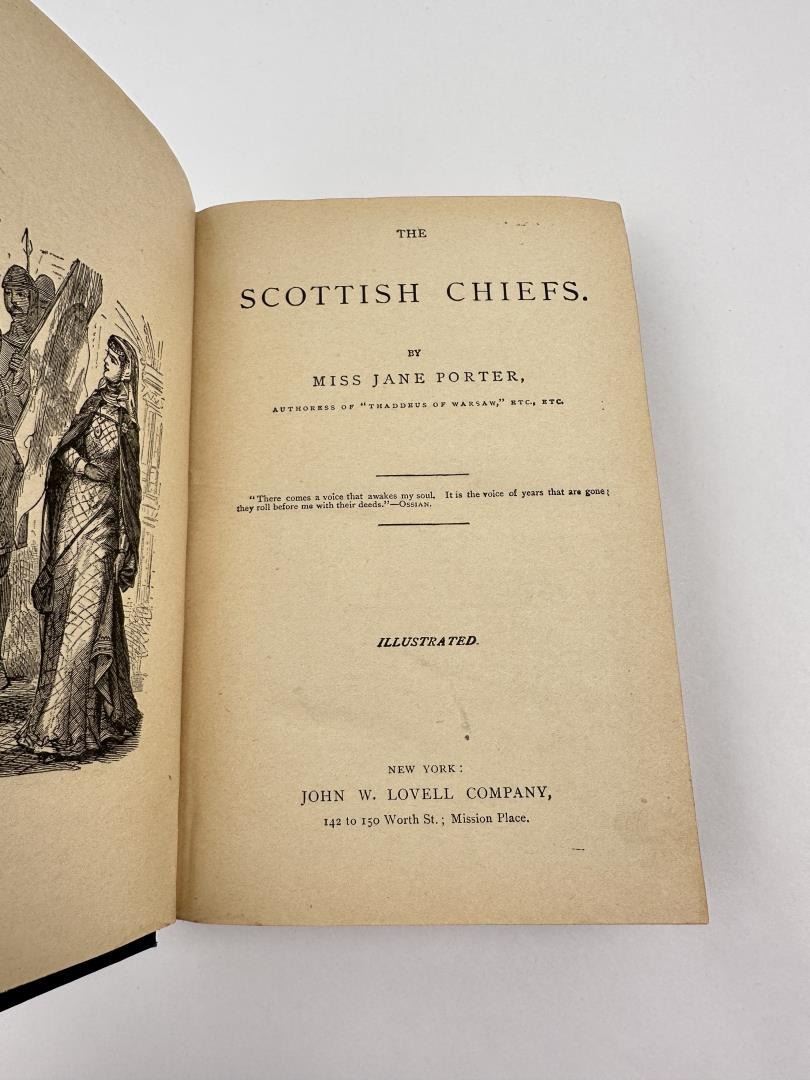 THE
SCOTTISH CHIEFS.
BY
MISS JANE PORTER,
AUTHORESS OF "THADDEUS OF WARSAW," ETC., ETC.
"There comes a voice that awakes my soul. It is the voice of years that are gone;
they roll before me with their deeds."—OSSIAN.
ILLUSTRATED.
NEW YORK:
JOHN W. LOVELL COMPANY,
142 to 150 Worth St.; Mission Place.